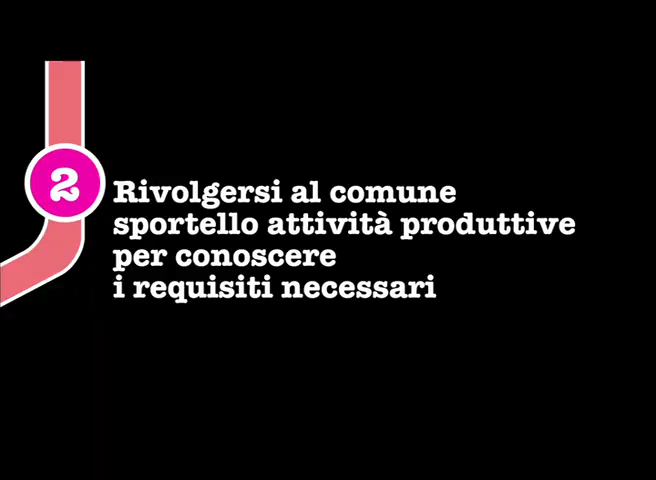 2
Rivolgersi al comune
sportello attività produttive
per conoscere
i requisiti necessari